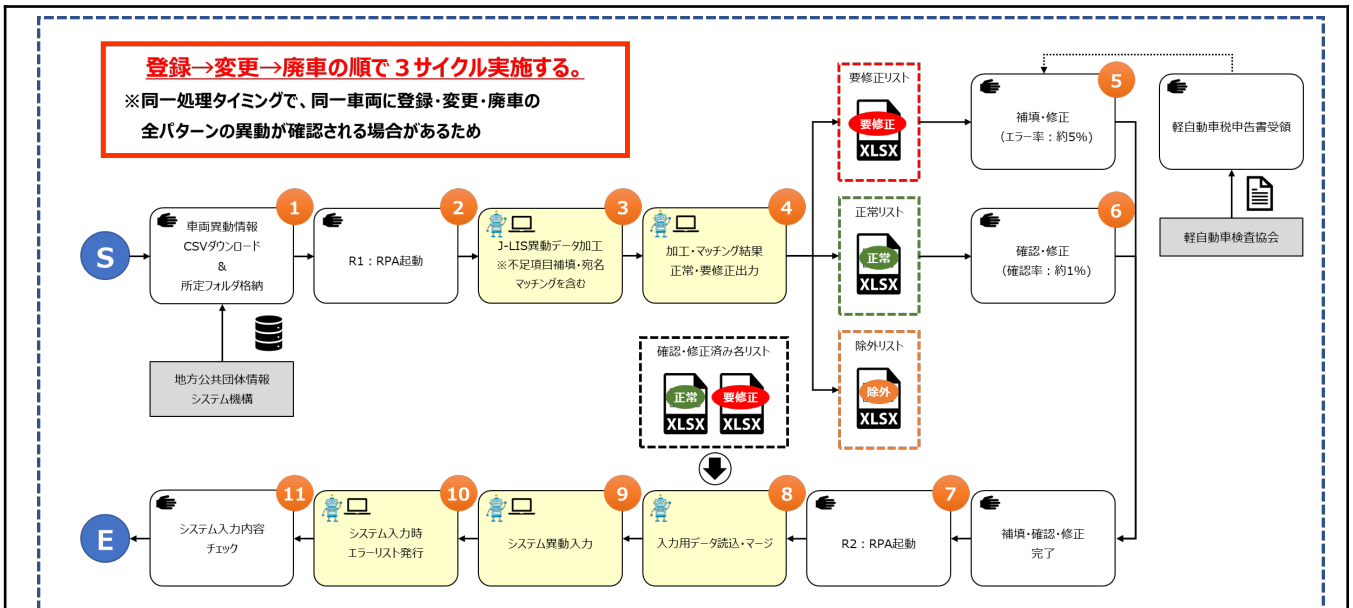 登録→変更→廃車の順で３サイクル実施する。
※同一処理タイミングで、同一車両に登録・変更・廃車の
全パターンの異動が確認される場合があるため
S
1
車両異動情報
CSVダウンロード
&
所定フォルダ格納
地方公共団体情報
システム機構
2
R1：RPA起動
3
J-LIS異動データ加工
※不足項目補填・宛名
マッチングを含む
4
加工・マッチング結果
正常・要修正出力
要修正リスト
要修正
XLSX
正常リスト
正常
XLSX
除外リスト
除外
XLSX
5
補填・修正
（エラー率：約5%）
軽自動車税申告書受領
軽自動車検査協会
6
確認・修正
（確認率：約1%）
確認・修正済み各リスト
正常
XLSX
要修正
XLSX
補填・確認・修正
完了
7
R2：RPA起動
8
入力用データ読込・マージ
9
システム異動入力
10
システム入力時
エラーリスト発行
11
システム入力内容
チェック
E